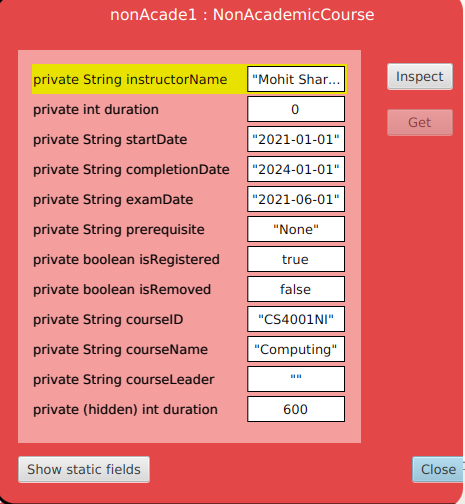 nonAcade1 : NonAcademicCourse
private String instructorName "Mohit Shar...
private int duration 0
private String startDate "2021-01-01"
private String completionDate "2024-01-01"
private String examDate "2021-06-01"
private String prerequisite "None"
private boolean isRegistered true
private boolean isRemoved false
private String courseID "CS4001NI"
private String courseName "Computing"
private String courseLeader ""
private (hidden) int duration 600
Inspect
Get
Show static fields
Close